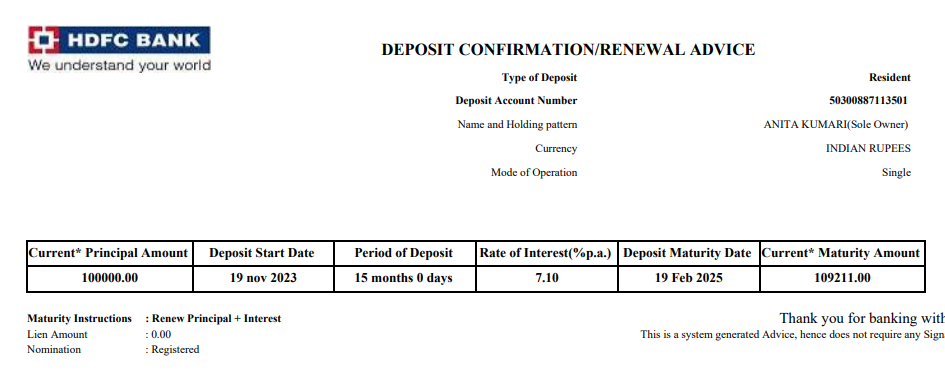 HDFC BANK
We understand your world
DEPOSIT CONFIRMATION/RENEWAL ADVICE
Type of Deposit Resident
Deposit Account Number 50300887113501
Name and Holding pattern ANITA KUMARI(Sole Owner)
Currency INDIAN RUPEES
Mode of Operation Single
Current* Principal Amount Deposit Start Date Period of Deposit Rate of Interest(%p.a.) Deposit Maturity Date Current* Maturity Amount
100000.00 19 nov 2023 15 months 0 days 7.10 19 Feb 2025 109211.00
Maturity Instructions : Renew Principal + Interest Thank you for banking with
Lien Amount : 0.00 This is a system generated Advice, hence does not require any Sign
Nomination : Registered